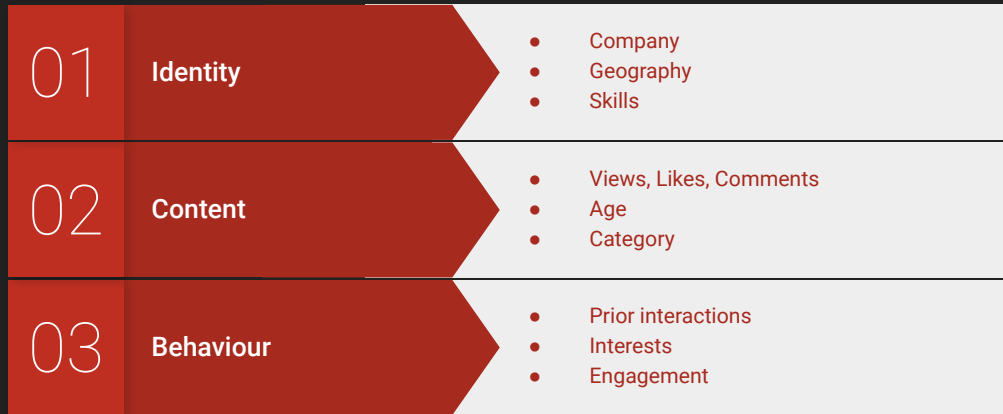 01
Identity
● Company
● Geography
● Skills
02
Content
● Views, Likes, Comments
● Age
● Category
03
Behaviour
● Prior interactions
● Interests
● Engagement